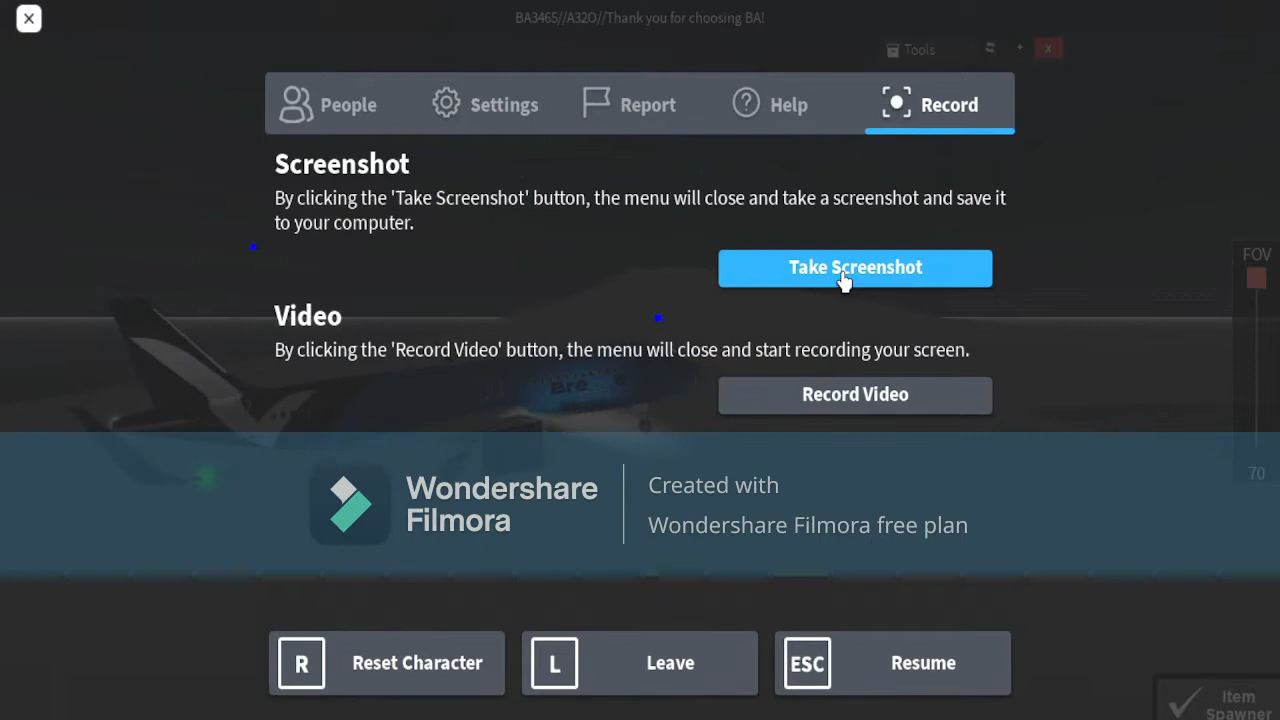 BA3465//A320//Thank you for choosing BA!
Tools
X
People
Settings
Report
Help
Record
Screenshot
By clicking the 'Take Screenshot' button, the menu will close and take a screenshot and save it
to your computer.
Take Screenshot
FOV
Video
By clicking the 'Record Video' button, the menu will close and start recording your screen.
Record Video
70
Wondershare
Filmora
Created with
Wondershare Filmora free plan
R
Reset Character
L
Leave
ESC
Resume
Item
Spawner